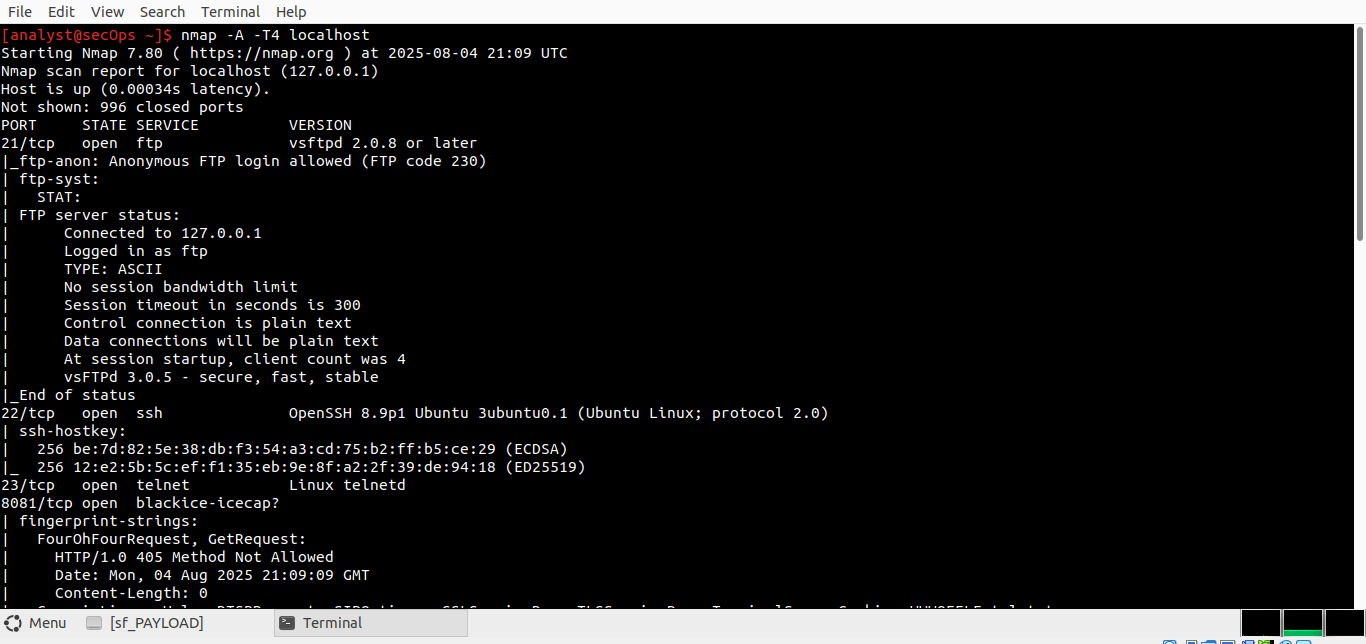 File Edit View Search Terminal Help
[analyst@secOps ~]$ nmap -A -T4 localhost
Starting Nmap 7.80 ( https://nmap.org ) at 2025-08-04 21:09 UTC
Nmap scan report for localhost (127.0.0.1)
Host is up (0.00034s latency).
Not shown: 996 closed ports
PORT     STATE SERVICE          VERSION
21/tcp   open  ftp              vsftpd 2.0.8 or later
|_ftp-anon: Anonymous FTP login allowed (FTP code 230)
| ftp-syst:
|   STAT:
| FTP server status:
|      Connected to 127.0.0.1
|      Logged in as ftp
|      TYPE: ASCII
|      No session bandwidth limit
|      Session timeout in seconds is 300
|      Control connection is plain text
|      Data connections will be plain text
|      At session startup, client count was 4
|      vsFTPd 3.0.5 - secure, fast, stable
|_End of status
22/tcp   open  ssh              OpenSSH 8.9p1 Ubuntu 3ubuntu0.1 (Ubuntu Linux; protocol 2.0)
| ssh-hostkey:
|   256 be:7d:82:5e:38:db:f3:54:a3:cd:75:b2:ff:b5:ce:29 (ECDSA)
|_  256 12:e2:5b:5c:ef:f1:35:eb:9e:8f:a2:2f:39:de:94:18 (ED25519)
23/tcp   open  telnet           Linux telnetd
8081/tcp open  blackice-icecap?
| fingerprint-strings:
|   FourOhFourRequest, GetRequest:
|     HTTP/1.0 405 Method Not Allowed
|     Date: Mon, 04 Aug 2025 21:09:09 GMT
|     Content-Length: 0
Menu [sf_PAYLOAD] Terminal